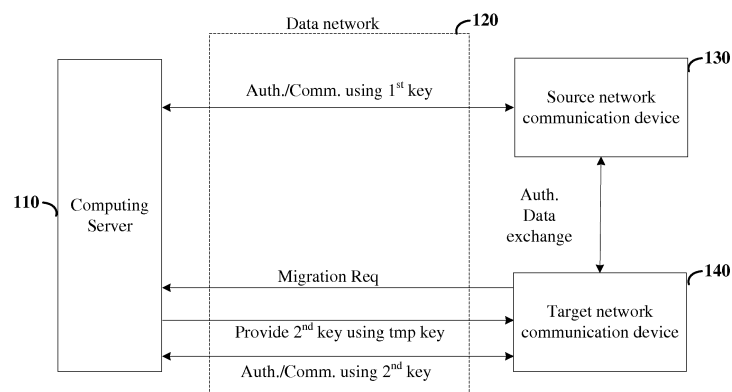 Data network
120
130
Auth./Comm. using 1st key
Source network
communication device
110
Computing
Server
Auth.
Data
exchange
Migration Req
140
Provide 2nd key using tmp key
Target network
communication device
Auth./Comm. using 2nd key